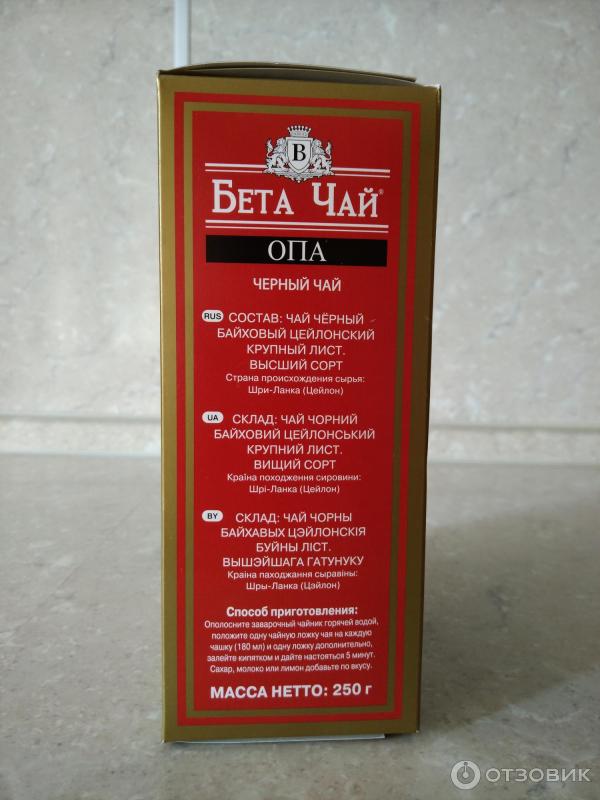 B
БЕТА ЧАЙ®
ОПА
ЧЕРНЫЙ ЧАЙ
RUS СОСТАВ: ЧАЙ ЧЁРНЫЙ
БАЙХОВЫЙ ЦЕЙЛОНСКИЙ
КРУПНЫЙ ЛИСТ.
ВЫСШИЙ СОРТ
Страна происхождения сырья:
Шри-Ланка (Цейлон)
UA СКЛАД: ЧАЙ ЧОРНИЙ
БАЙХОВИЙ ЦЕЙЛОНСЬКИЙ
КРУПНИЙ ЛИСТ.
ВИЩИЙ СОРТ
Країна походження сировини:
Шрі-Ланка (Цейлон)
BY СКЛАД: ЧАЙ ЧОРНЫ
БАЙХАВЫХ ЦЭЙЛОНСКІЯ
БУЙНЫ ЛІСТ.
ВЫШЭЙШАГА ГАТУНУКУ
Краіна паходжання сыравіны:
Шры-Ланка (Цэйлон)
Способ приготовления:
Ополосните заварочный чайник горячей водой,
положите одну чайную ложку чая на каждую
чашку (180 мл) и одну ложку дополнительно,
залейте кипятком и дайте настояться 5 минут.
Сахар, молоко или лимон добавьте по вкусу.
МАССА НЕТТО: 250 г
ОТЗОВИК